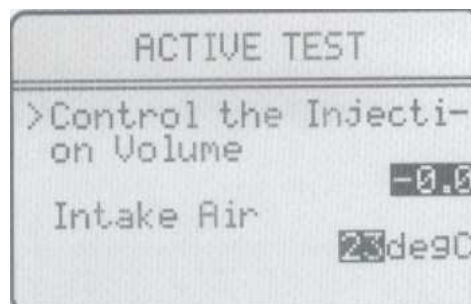 ACTIVE TEST
>Control the Injecti-
on Volume
-0.0
Intake Air
23degC